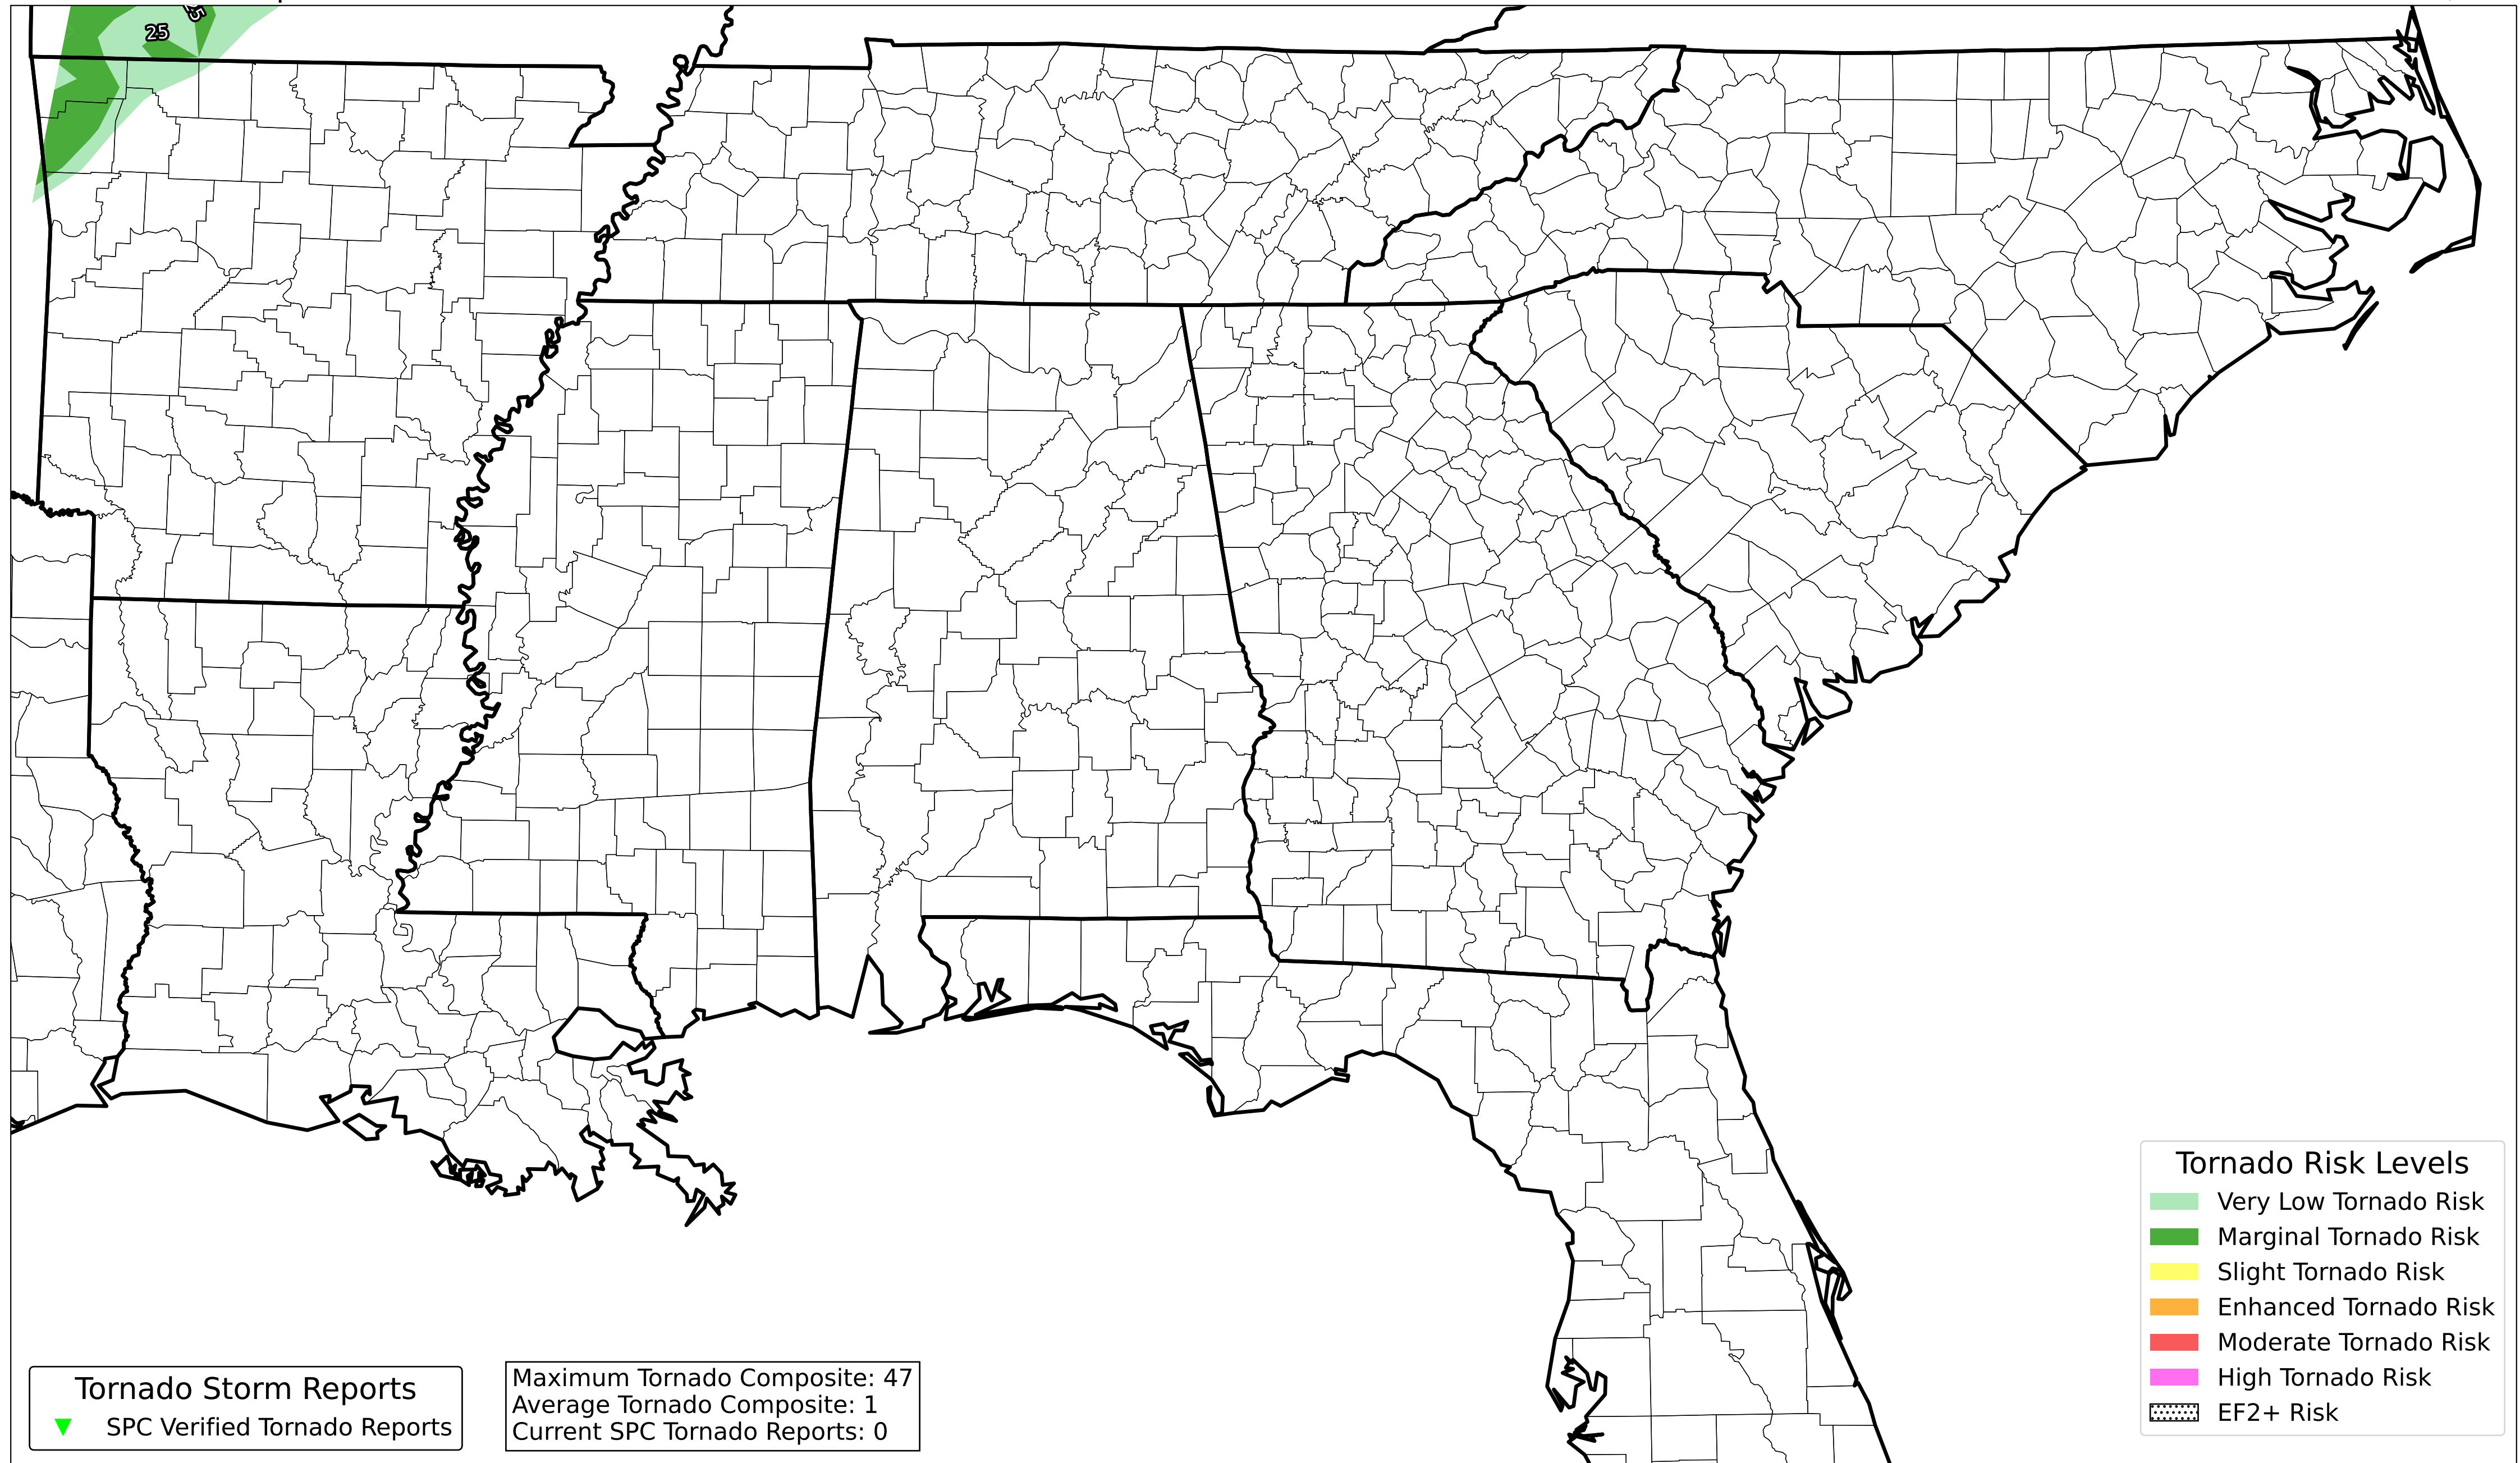 25
25
Tornado Risk Levels
Very Low Tornado Risk
Marginal Tornado Risk
Slight Tornado Risk
Enhanced Tornado Risk
Moderate Tornado Risk
High Tornado Risk
EF2+ Risk
Tornado Storm Reports
SPC Verified Tornado Reports
Maximum Tornado Composite: 47
Average Tornado Composite: 1
Current SPC Tornado Reports: 0